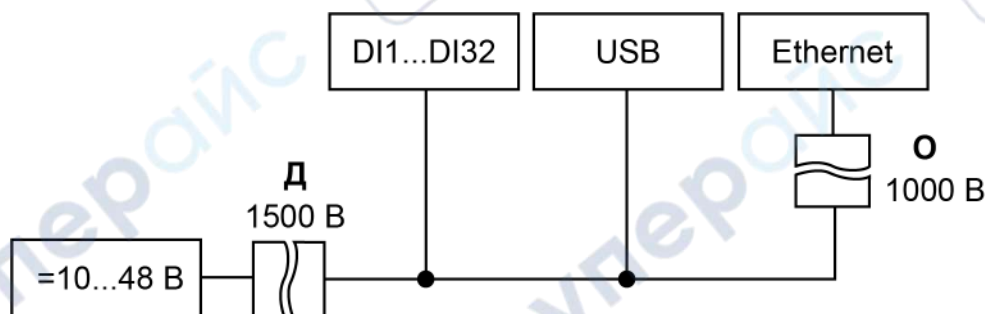 DI1...DI32
USB
Ethernet
О
1000 В
Д
1500 В
=10...48 В